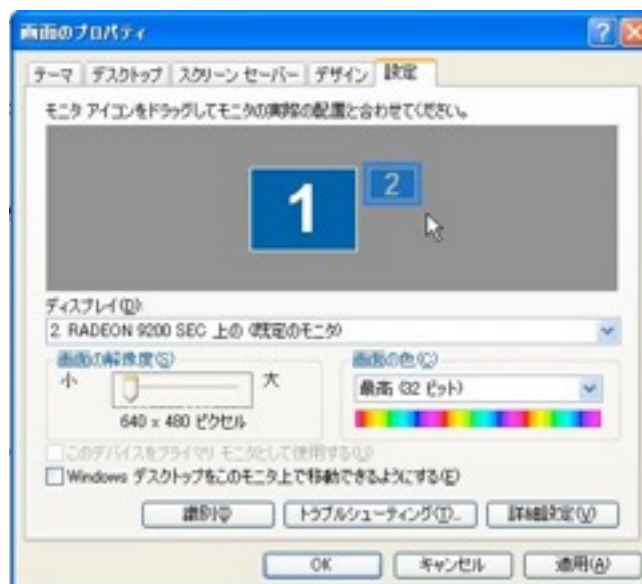 画面のプロパティ
テーマ デスクトップ スクリーン セーバー デザイン 設定
モニタ アイコンをドラッグしてモニタの実際の配置と合わせてください。
1 2
ディスプレイ(D):
2. RADEON 9200 SEC 上の (既定のモニタ)
画面の解像度(S) 画面の色(C)
小 大 最高 (32 ビット)
640 x 480 ピクセル
このデバイスをプライマリ モニタとして使用する(U)
Windows デスクトップをこのモニタ上で移動できるようにする(E)
識別(I) トラブルシューティング(T)... 詳細設定(V)
OK キャンセル 適用(A)